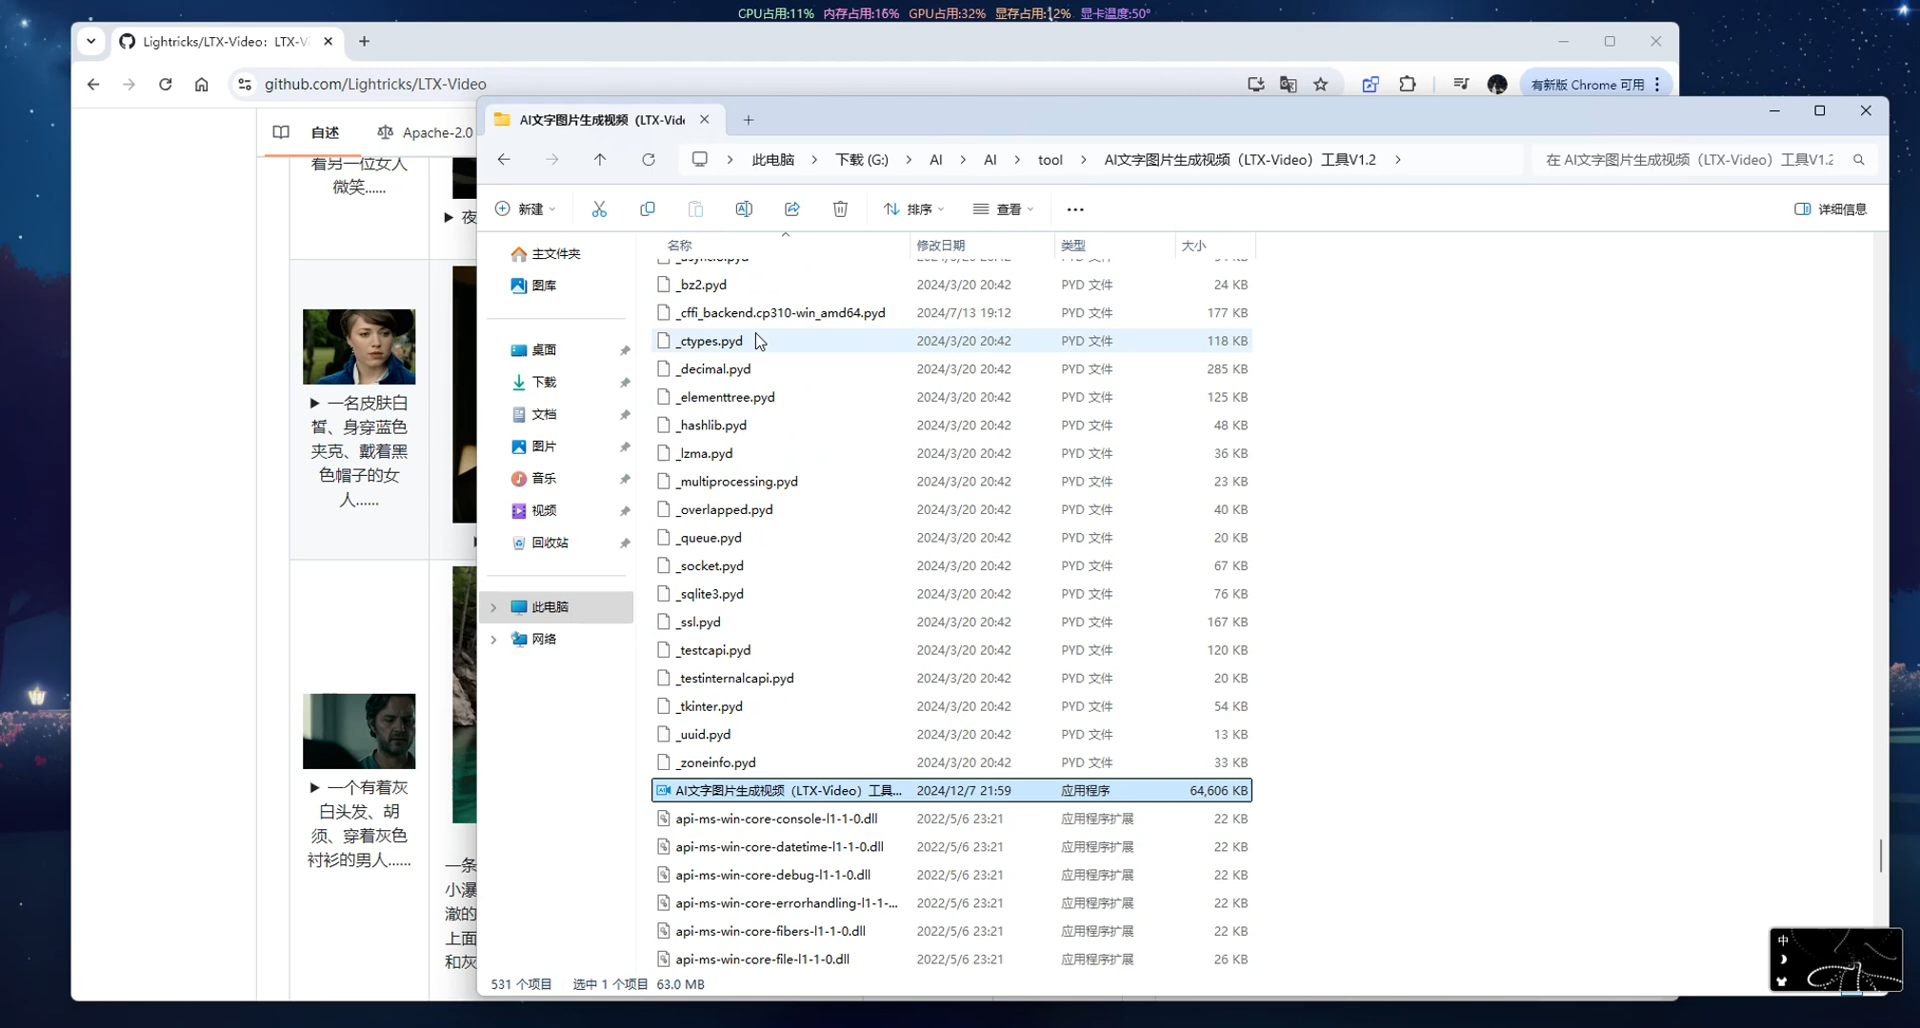 CPU占用:11% 内存占用:16% GPU占用:32% 显存占用:12% 显卡温度:50°
Lightricks/LTX-Video: LTX-Vi
github.com/Lightricks/LTX-Video
有新版 Chrome 可用
自述
Apache-2.0
着另一位女人
微笑......
▶ 夜
▶ 一名皮肤白
皙、身穿蓝色
夹克、戴着黑
色帽子的女
人......
▶ 一个有着灰
白头发、胡
须、穿着灰色
衬衫的男人......
一条
小瀑
澈的
上面
和灰
AI文字图片生成视频（LTX-Vide
此电脑 > 下载 (G:) > AI > AI > tool > AI文字图片生成视频（LTX-Video）工具V1.2 >
在 AI文字图片生成视频（LTX-Video）工具V1.2
新建
排序
查看
详细信息
主文件夹
图库
桌面
下载
文档
图片
音乐
视频
回收站
此电脑
网络
名称 修改日期 类型 大小
_bz2.pyd 2024/3/20 20:42 PYD 文件 24 KB
_cffi_backend.cp310-win_amd64.pyd 2024/7/13 19:12 PYD 文件 177 KB
_ctypes.pyd 2024/3/20 20:42 PYD 文件 118 KB
_decimal.pyd 2024/3/20 20:42 PYD 文件 285 KB
_elementtree.pyd 2024/3/20 20:42 PYD 文件 125 KB
_hashlib.pyd 2024/3/20 20:42 PYD 文件 48 KB
_lzma.pyd 2024/3/20 20:42 PYD 文件 36 KB
_multiprocessing.pyd 2024/3/20 20:42 PYD 文件 23 KB
_overlapped.pyd 2024/3/20 20:42 PYD 文件 40 KB
_queue.pyd 2024/3/20 20:42 PYD 文件 20 KB
_socket.pyd 2024/3/20 20:42 PYD 文件 67 KB
_sqlite3.pyd 2024/3/20 20:42 PYD 文件 76 KB
_ssl.pyd 2024/3/20 20:42 PYD 文件 167 KB
_testcapi.pyd 2024/3/20 20:42 PYD 文件 120 KB
_testinternalcapi.pyd 2024/3/20 20:42 PYD 文件 20 KB
_tkinter.pyd 2024/3/20 20:42 PYD 文件 54 KB
_uuid.pyd 2024/3/20 20:42 PYD 文件 13 KB
_zoneinfo.pyd 2024/3/20 20:42 PYD 文件 33 KB
AI文字图片生成视频（LTX-Video）工具... 2024/12/7 21:59 应用程序 64,606 KB
api-ms-win-core-console-l1-1-0.dll 2022/5/6 23:21 应用程序扩展 22 KB
api-ms-win-core-datetime-l1-1-0.dll 2022/5/6 23:21 应用程序扩展 22 KB
api-ms-win-core-debug-l1-1-0.dll 2022/5/6 23:21 应用程序扩展 22 KB
api-ms-win-core-errorhandling-l1-1-... 2022/5/6 23:21 应用程序扩展 22 KB
api-ms-win-core-fibers-l1-1-0.dll 2022/5/6 23:21 应用程序扩展 22 KB
api-ms-win-core-file-l1-1-0.dll 2022/5/6 23:21 应用程序扩展 26 KB
531 个项目 选中 1 个项目 63.0 MB
中